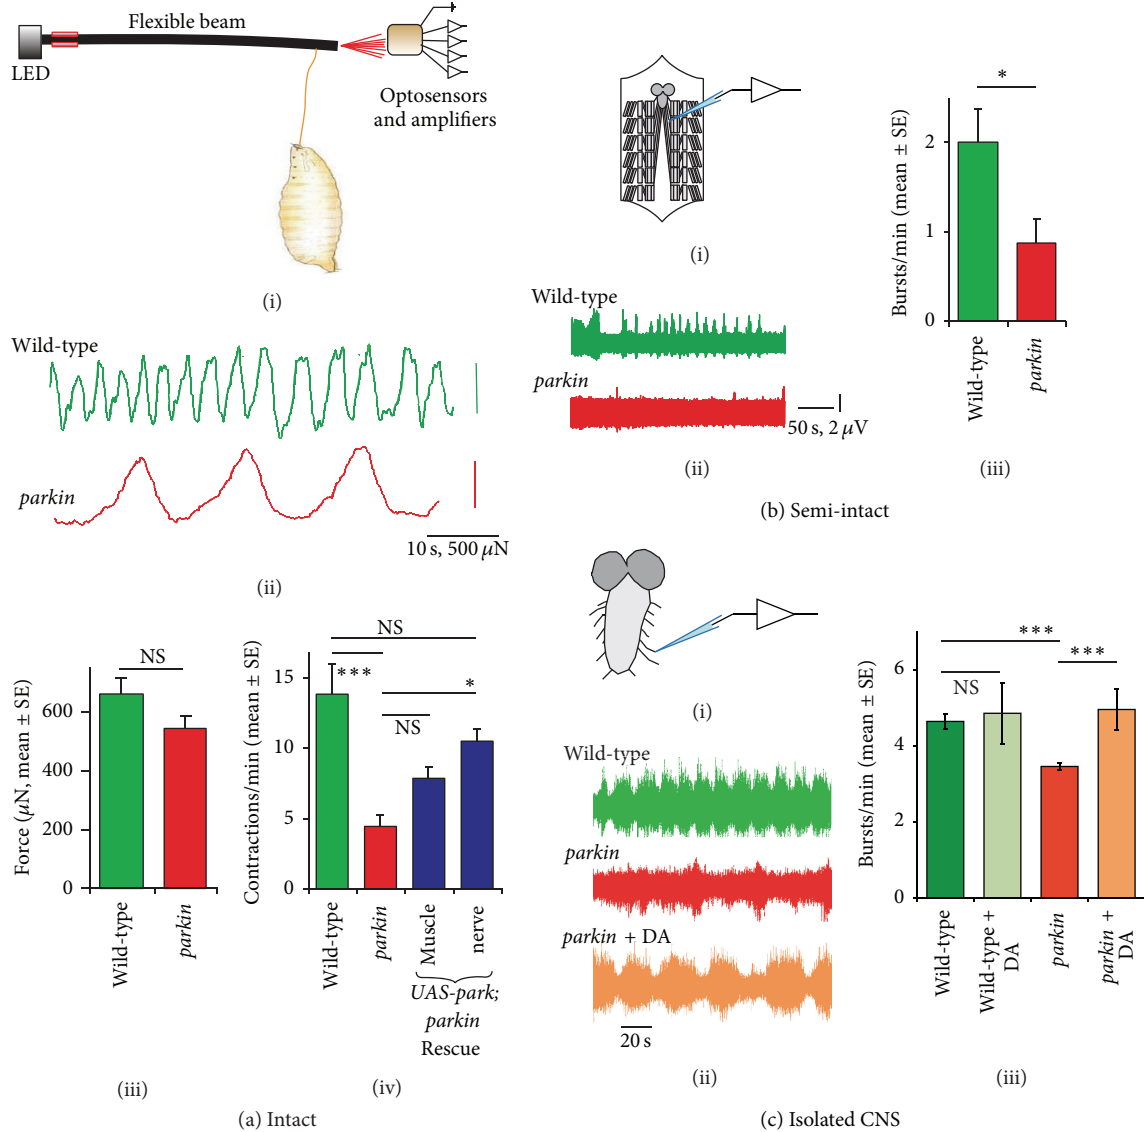 Flexible beam
LED
Optosensors
and amplifiers
(i)
Wild-type
parkin
10 s, 500 μN
(ii)
Force (μN, mean ± SE)
600
400
200
0
NS
Wild-type
parkin
(iii)
Contractions/min (mean ± SE)
15
10
5
0
NS
***
*
NS
Wild-type
parkin
Muscle
nerve
UAS-park;
parkin
Rescue
(iv)
(a) Intact
(i)
Wild-type
parkin
50 s, 2 μV
(ii)
Bursts/min (mean ± SE)
2
1
0
*
Wild-type
parkin
(iii)
(b) Semi-intact
(i)
Wild-type
parkin
parkin + DA
20 s
(ii)
Bursts/min (mean ± SE)
6
4
2
0
***
***
NS
Wild-type
Wild-type +
DA
parkin
parkin +
DA
(iii)
(c) Isolated CNS